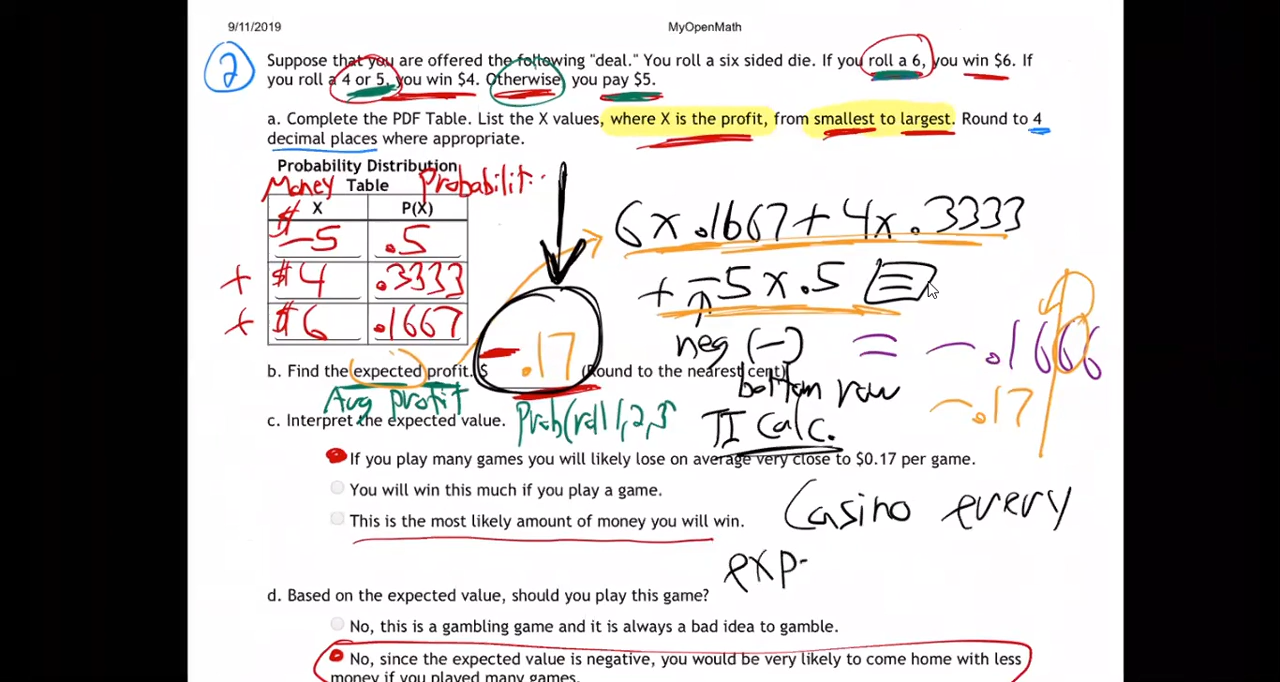 9/11/2019 MyOpenMath
2 Suppose that you are offered the following "deal." You roll a six sided die. If you roll a 6, you win $6. If
you roll a 4 or 5, you win $4. Otherwise, you pay $5.
a. Complete the PDF Table. List the X values, where X is the profit, from smallest to largest. Round to 4
decimal places where appropriate.
Probability Distribution
Table
Money Probabilit..
$ X P(X)
-5 .5
+ $4 .3333
+ $6 .1667
6x .1667 + 4x .3333
+ -5 x .5 =
neg (-) = -.1666
bottom row -.17
TI Calc.
b. Find the expected profit. $ -.17 (Round to the nearest cent)
Avg profit Prob(roll 1,2,3
c. Interpret the expected value.
If you play many games you will likely lose on average very close to $0.17 per game.
You will win this much if you play a game.
This is the most likely amount of money you will win.
Casino every
exp-
d. Based on the expected value, should you play this game?
No, this is a gambling game and it is always a bad idea to gamble.
No, since the expected value is negative, you would be very likely to come home with less
money if you played many games.